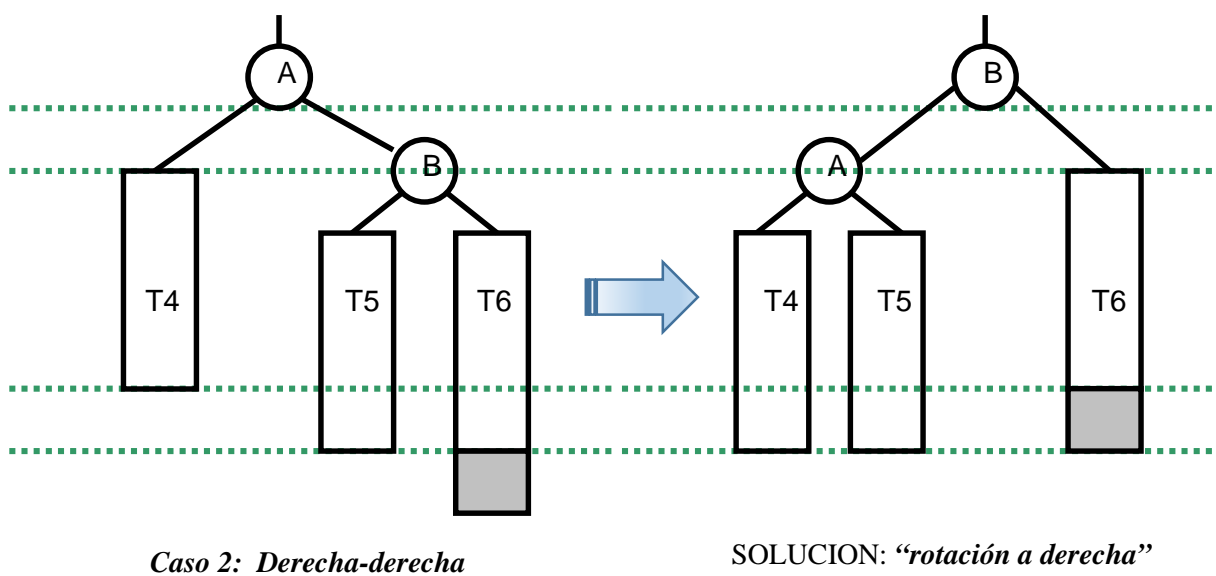 A
B
B
A
T4
T5
T6
T4
T5
T6
Caso 2: Derecha-derecha
SOLUCION: “rotación a derecha”